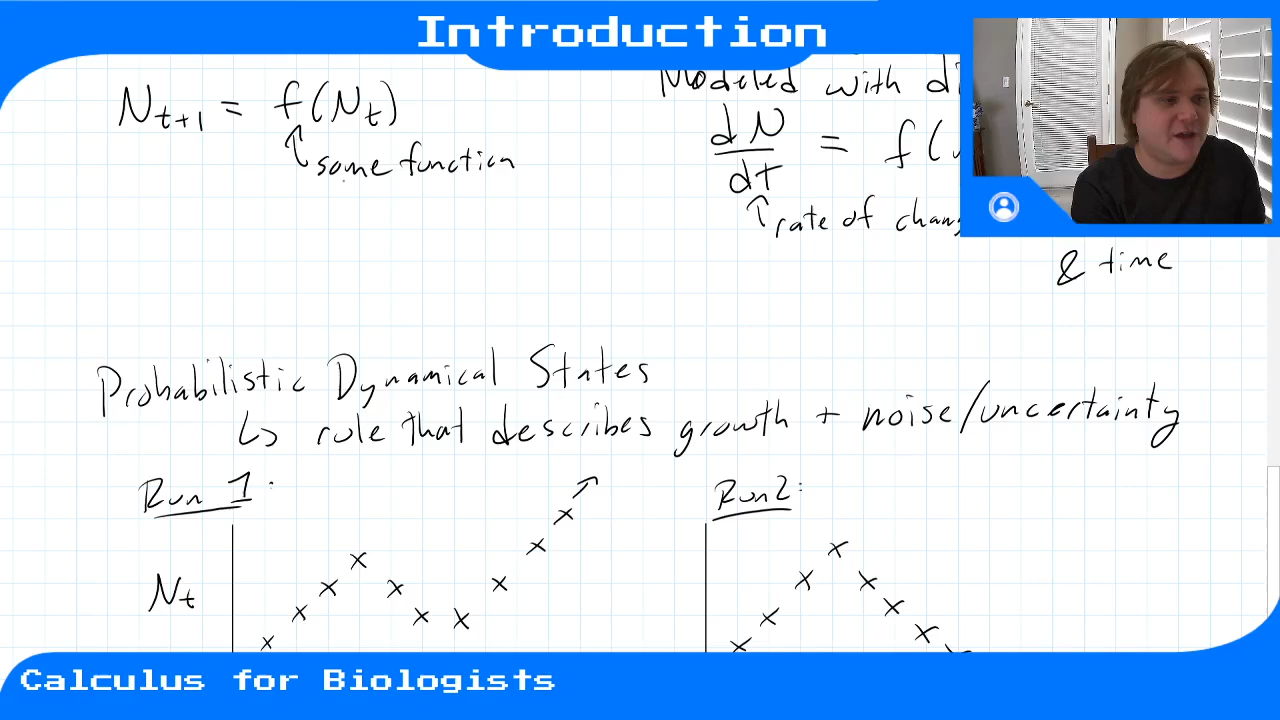 Introduction
N_{t+1} = f(N_t)
some function
Modeled with
dN/dt = f(
rate of
& time
Probabilistic Dynamical States
↳ rule that describes growth + noise/uncertainty
Run 1:
Run 2:
N_t
Calculus for Biologists